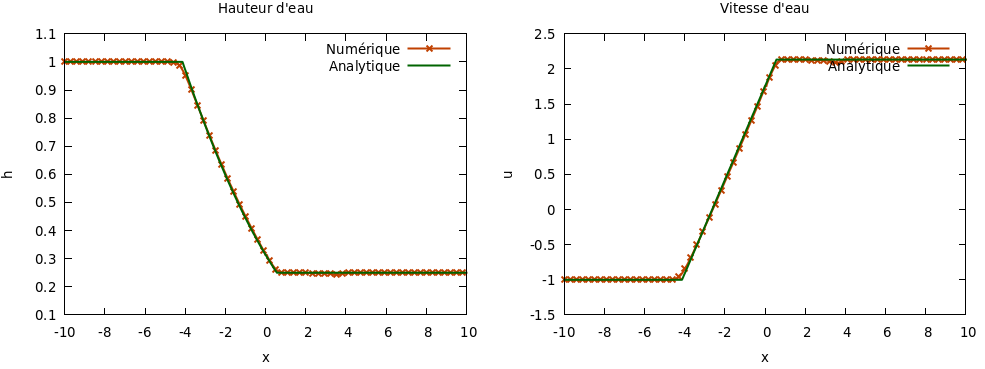 Hauteur d'eau
Numérique
Analytique
1.1
1
0.9
0.8
0.7
0.6
0.5
0.4
0.3
0.2
0.1
h
-10 -8 -6 -4 -2 0 2 4 6 8 10
x
Vitesse d'eau
Numérique
Analytique
2.5
2
1.5
1
0.5
0
-0.5
-1
-1.5
u
-10 -8 -6 -4 -2 0 2 4 6 8 10
x